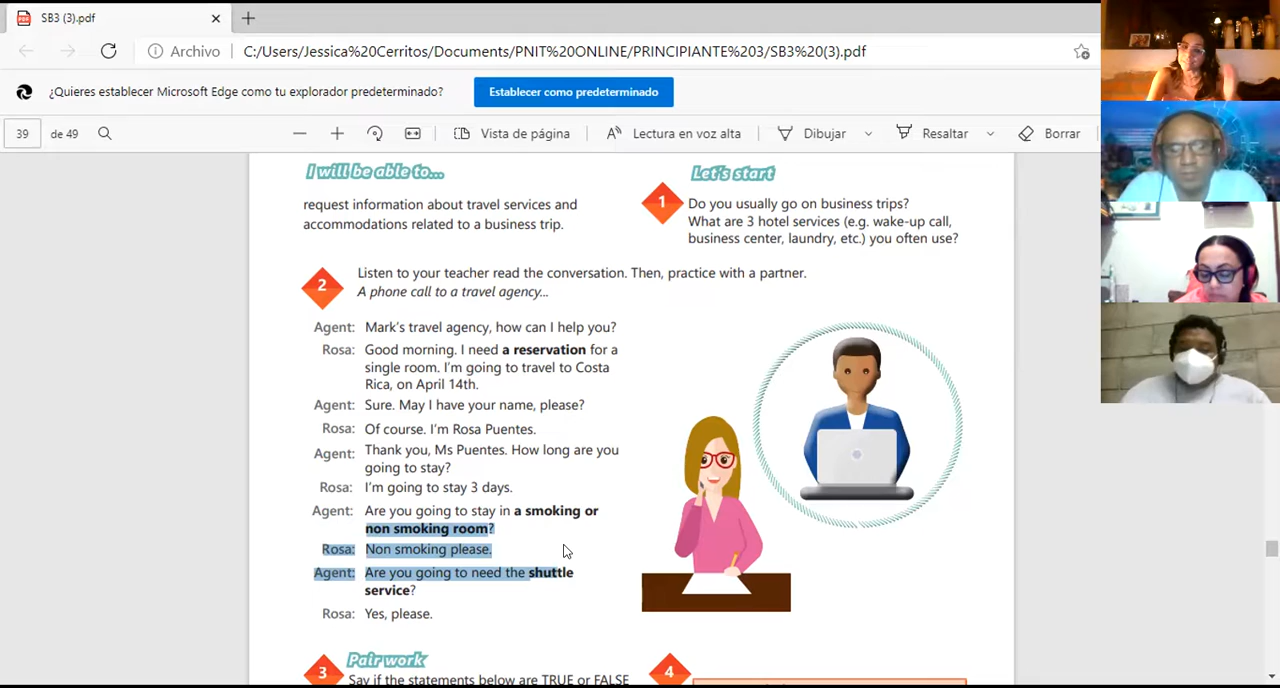 SB3 (3).pdf
Archivo
C:/Users/Jessica%20Cerritos/Documents/PNIT%20ONLINE/PRINCIPIANTE%203/SB3%20(3).pdf
¿Quieres establecer Microsoft Edge como tu explorador predeterminado?
Establecer como predeterminado
39 de 49
Vista de página
Lectura en voz alta
Dibujar
Resaltar
Borrar
I will be able to...
request information about travel services and
accommodations related to a business trip.
Let's start
1
Do you usually go on business trips?
What are 3 hotel services (e.g. wake-up call,
business center, laundry, etc.) you often use?
2
Listen to your teacher read the conversation. Then, practice with a partner.
A phone call to a travel agency...
Agent: Mark's travel agency, how can I help you?
Rosa: Good morning. I need a reservation for a
single room. I'm going to travel to Costa
Rica, on April 14th.
Agent: Sure. May I have your name, please?
Rosa: Of course. I'm Rosa Puentes.
Agent: Thank you, Ms Puentes. How long are you
going to stay?
Rosa: I'm going to stay 3 days.
Agent: Are you going to stay in a smoking or
non smoking room?
Rosa: Non smoking please.
Agent: Are you going to need the shuttle
service?
Rosa: Yes, please.
3
Pair work
Say if the statements below are TRUE or FALSE
4